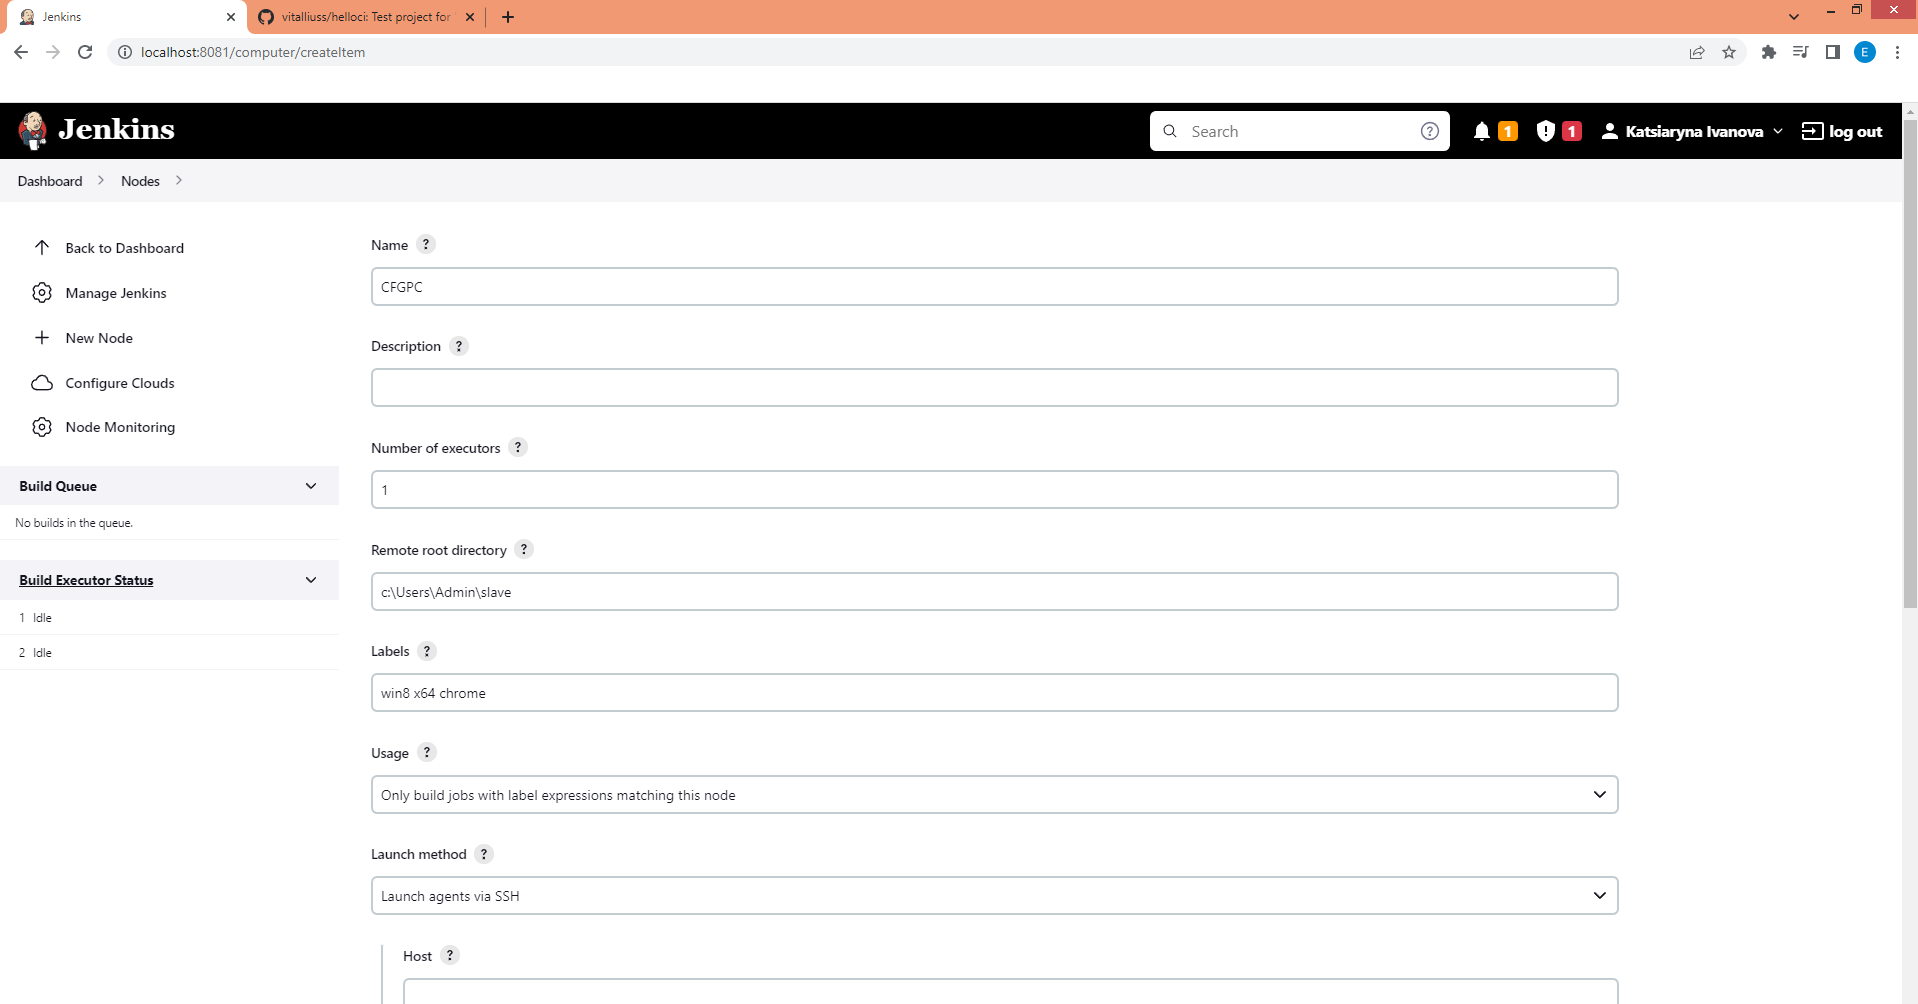 Jenkins
vitalliuss/helloci: Test project for
localhost:8081/computer/createItem
E
Jenkins
Search
?
1
1
Katsiaryna Ivanova
log out
Dashboard
Nodes
Back to Dashboard
Manage Jenkins
New Node
Configure Clouds
Node Monitoring
Build Queue
No builds in the queue.
Build Executor Status
1 Idle
2 Idle
Name ?
CFGPC
Description ?
Number of executors ?
1
Remote root directory ?
c:\Users\Admin\slave
Labels ?
win8 x64 chrome
Usage ?
Only build jobs with label expressions matching this node
Launch method ?
Launch agents via SSH
Host ?